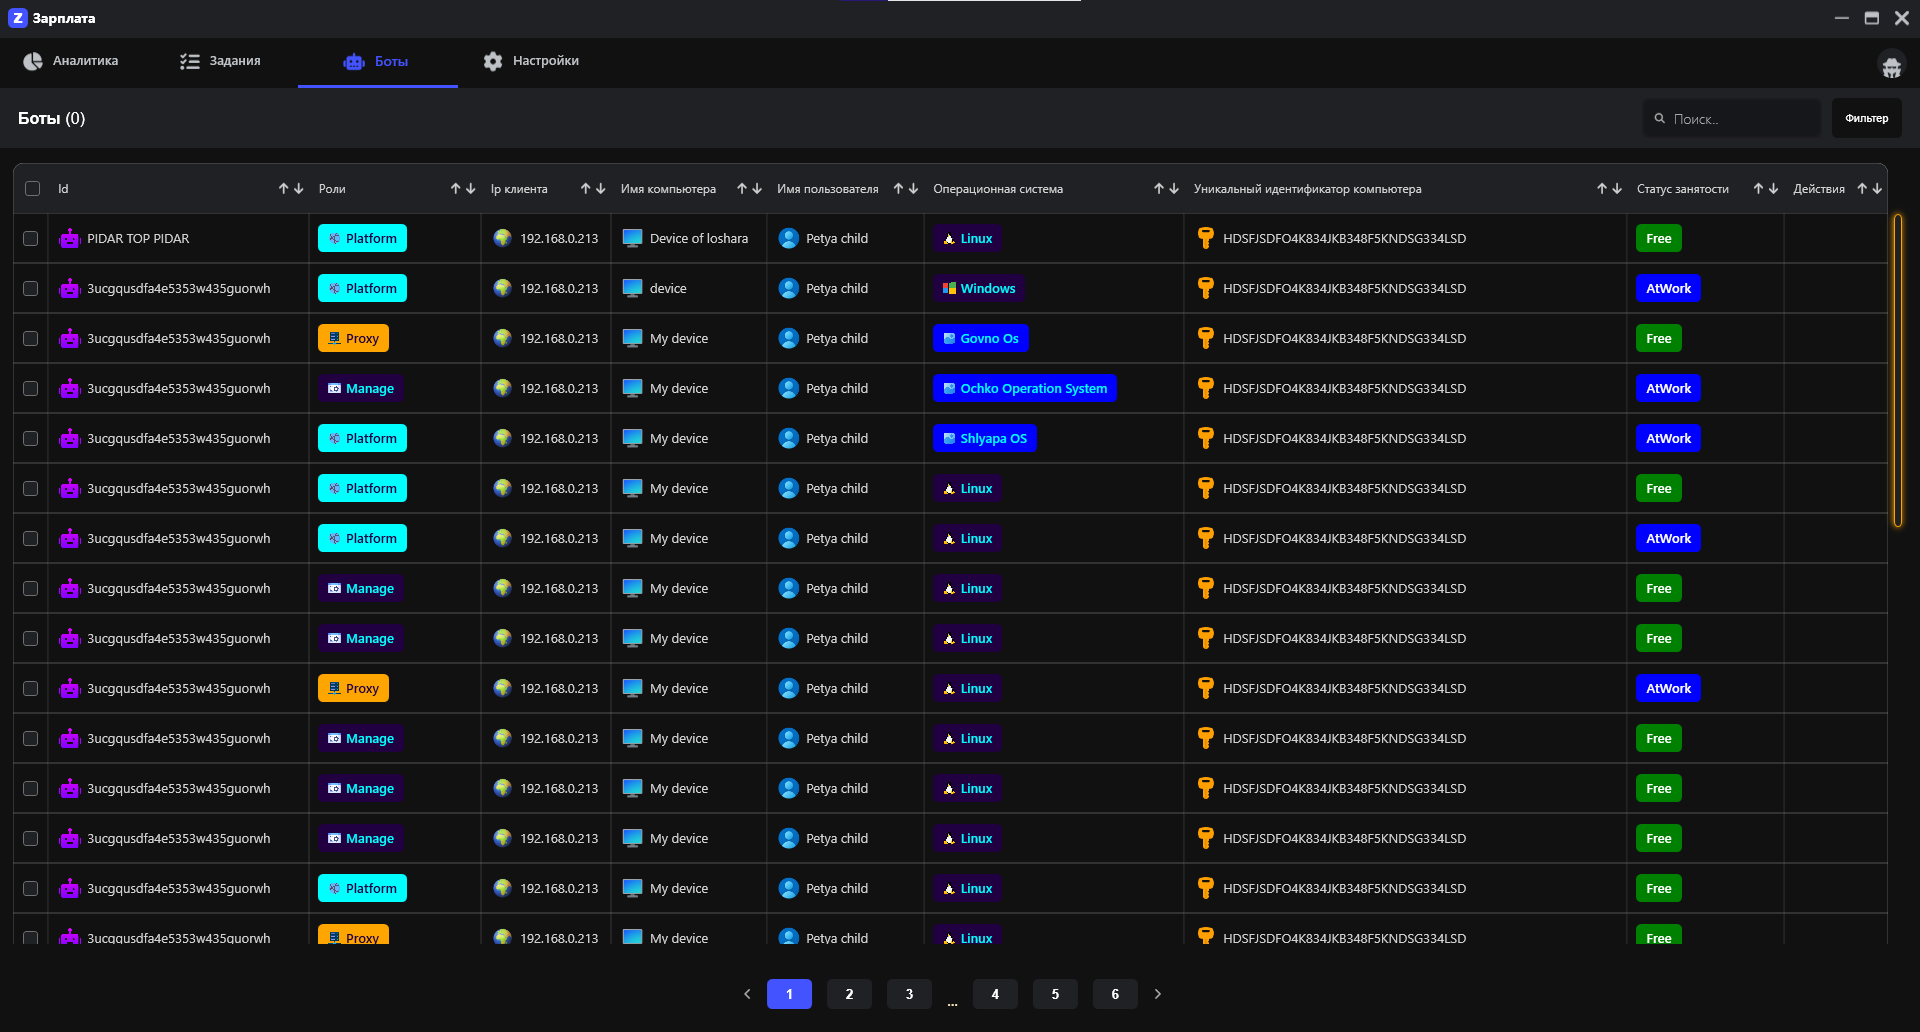 Z Зарплата
Аналитика Задания Боты Настройки
Боты (0) Поиск.. Фильтер
Id Роли Ip клиента Имя компьютера Имя пользователя Операционная система Уникальный идентификатор компьютера Статус занятости Действия
PIDAR TOP PIDAR Platform 192.168.0.213 Device of loshara Petya child Linux HDSFJSDFO4K834JKB348F5KNDSG334LSD Free
3ucgqusdfa4e5353w435guorwh Platform 192.168.0.213 device Petya child Windows HDSFJSDFO4K834JKB348F5KNDSG334LSD AtWork
3ucgqusdfa4e5353w435guorwh Proxy 192.168.0.213 My device Petya child Govno Os HDSFJSDFO4K834JKB348F5KNDSG334LSD Free
3ucgqusdfa4e5353w435guorwh Manage 192.168.0.213 My device Petya child Ochko Operation System HDSFJSDFO4K834JKB348F5KNDSG334LSD AtWork
3ucgqusdfa4e5353w435guorwh Platform 192.168.0.213 My device Petya child Shlyapa OS HDSFJSDFO4K834JKB348F5KNDSG334LSD AtWork
3ucgqusdfa4e5353w435guorwh Platform 192.168.0.213 My device Petya child Linux HDSFJSDFO4K834JKB348F5KNDSG334LSD Free
3ucgqusdfa4e5353w435guorwh Platform 192.168.0.213 My device Petya child Linux HDSFJSDFO4K834JKB348F5KNDSG334LSD AtWork
3ucgqusdfa4e5353w435guorwh Manage 192.168.0.213 My device Petya child Linux HDSFJSDFO4K834JKB348F5KNDSG334LSD Free
3ucgqusdfa4e5353w435guorwh Manage 192.168.0.213 My device Petya child Linux HDSFJSDFO4K834JKB348F5KNDSG334LSD Free
3ucgqusdfa4e5353w435guorwh Proxy 192.168.0.213 My device Petya child Linux HDSFJSDFO4K834JKB348F5KNDSG334LSD AtWork
3ucgqusdfa4e5353w435guorwh Manage 192.168.0.213 My device Petya child Linux HDSFJSDFO4K834JKB348F5KNDSG334LSD Free
3ucgqusdfa4e5353w435guorwh Manage 192.168.0.213 My device Petya child Linux HDSFJSDFO4K834JKB348F5KNDSG334LSD Free
3ucgqusdfa4e5353w435guorwh Manage 192.168.0.213 My device Petya child Linux HDSFJSDFO4K834JKB348F5KNDSG334LSD Free
3ucgqusdfa4e5353w435guorwh Platform 192.168.0.213 My device Petya child Linux HDSFJSDFO4K834JKB348F5KNDSG334LSD Free
3ucgqusdfa4e5353w435guorwh Proxy 192.168.0.213 My device Petya child Linux HDSFJSDFO4K834JKB348F5KNDSG334LSD Free
1 2 3 ... 4 5 6